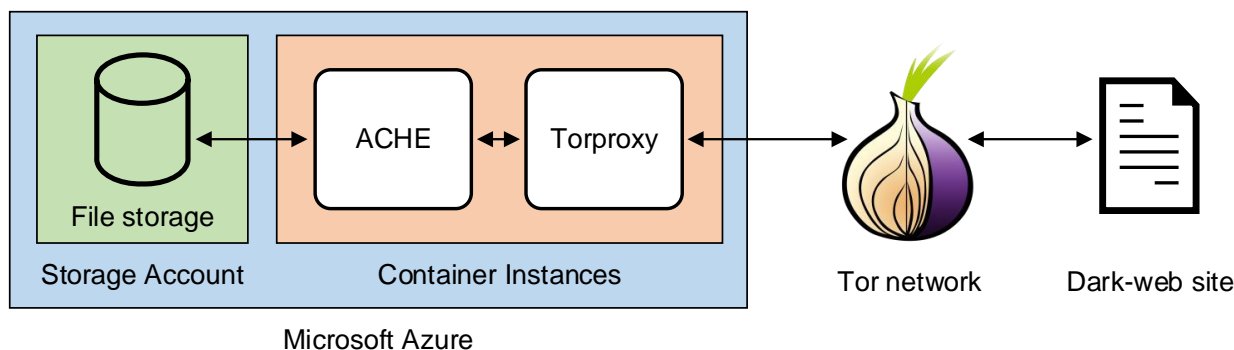 ACHE
Torproxy
File storage
Storage Account
Container Instances
Tor network
Dark-web site
Microsoft Azure